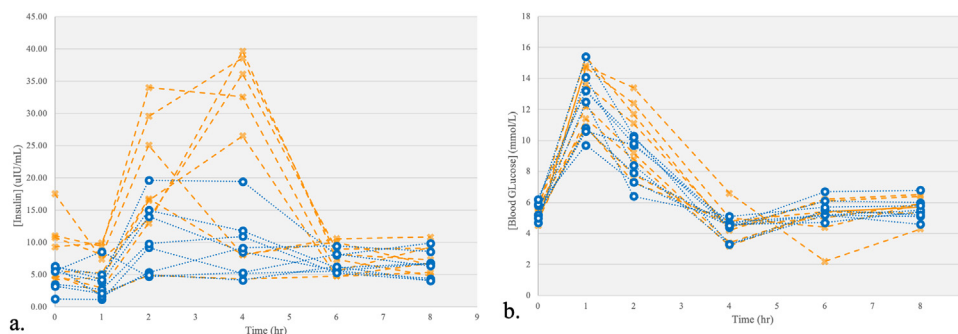 45.00
40.00
35.00
30.00
25.00
20.00
15.00
10.00
5.00
0.00
[Insulin] (uIU/mL)
0 1 2 3 4 5 6 7 8 9
Time (hr)
a.
18
16
14
12
10
8
6
4
2
0
[Blood GLucose] (mmol/L)
0 1 2 3 4 5 6 7 8 9
Time (hr)
b.